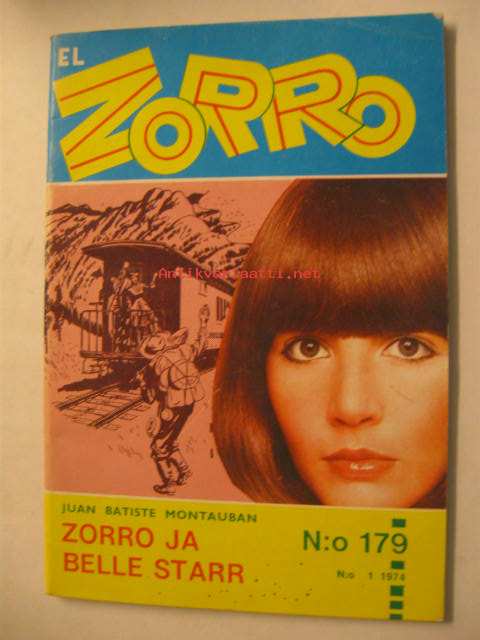 EL
ZORRO
Antikvariaatti.net
JUAN BATISTE MONTAUBAN
ZORRO JA
BELLE STARR
N:o 179
N:o 1 1974